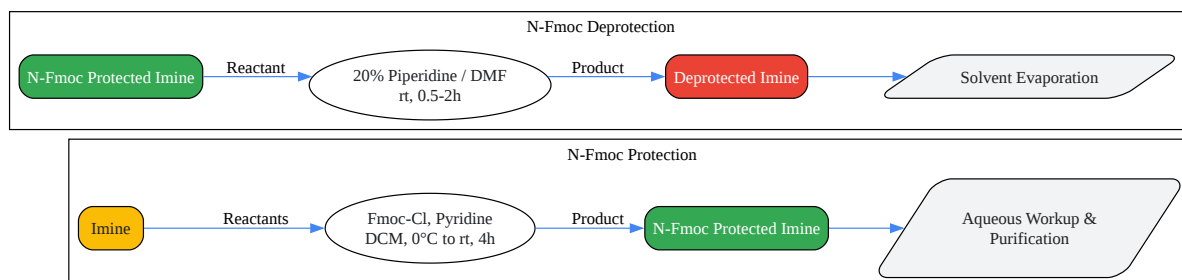 N-Fmoc Deprotection
N-Fmoc Protected Imine
Reactant
20% Piperidine / DMF
rt, 0.5-2h
Product
Deprotected Imine
Solvent Evaporation
N-Fmoc Protection
Imine
Reactants
Fmoc-Cl, Pyridine
DCM, 0°C to rt, 4h
Product
N-Fmoc Protected Imine
Aqueous Workup &
Purification